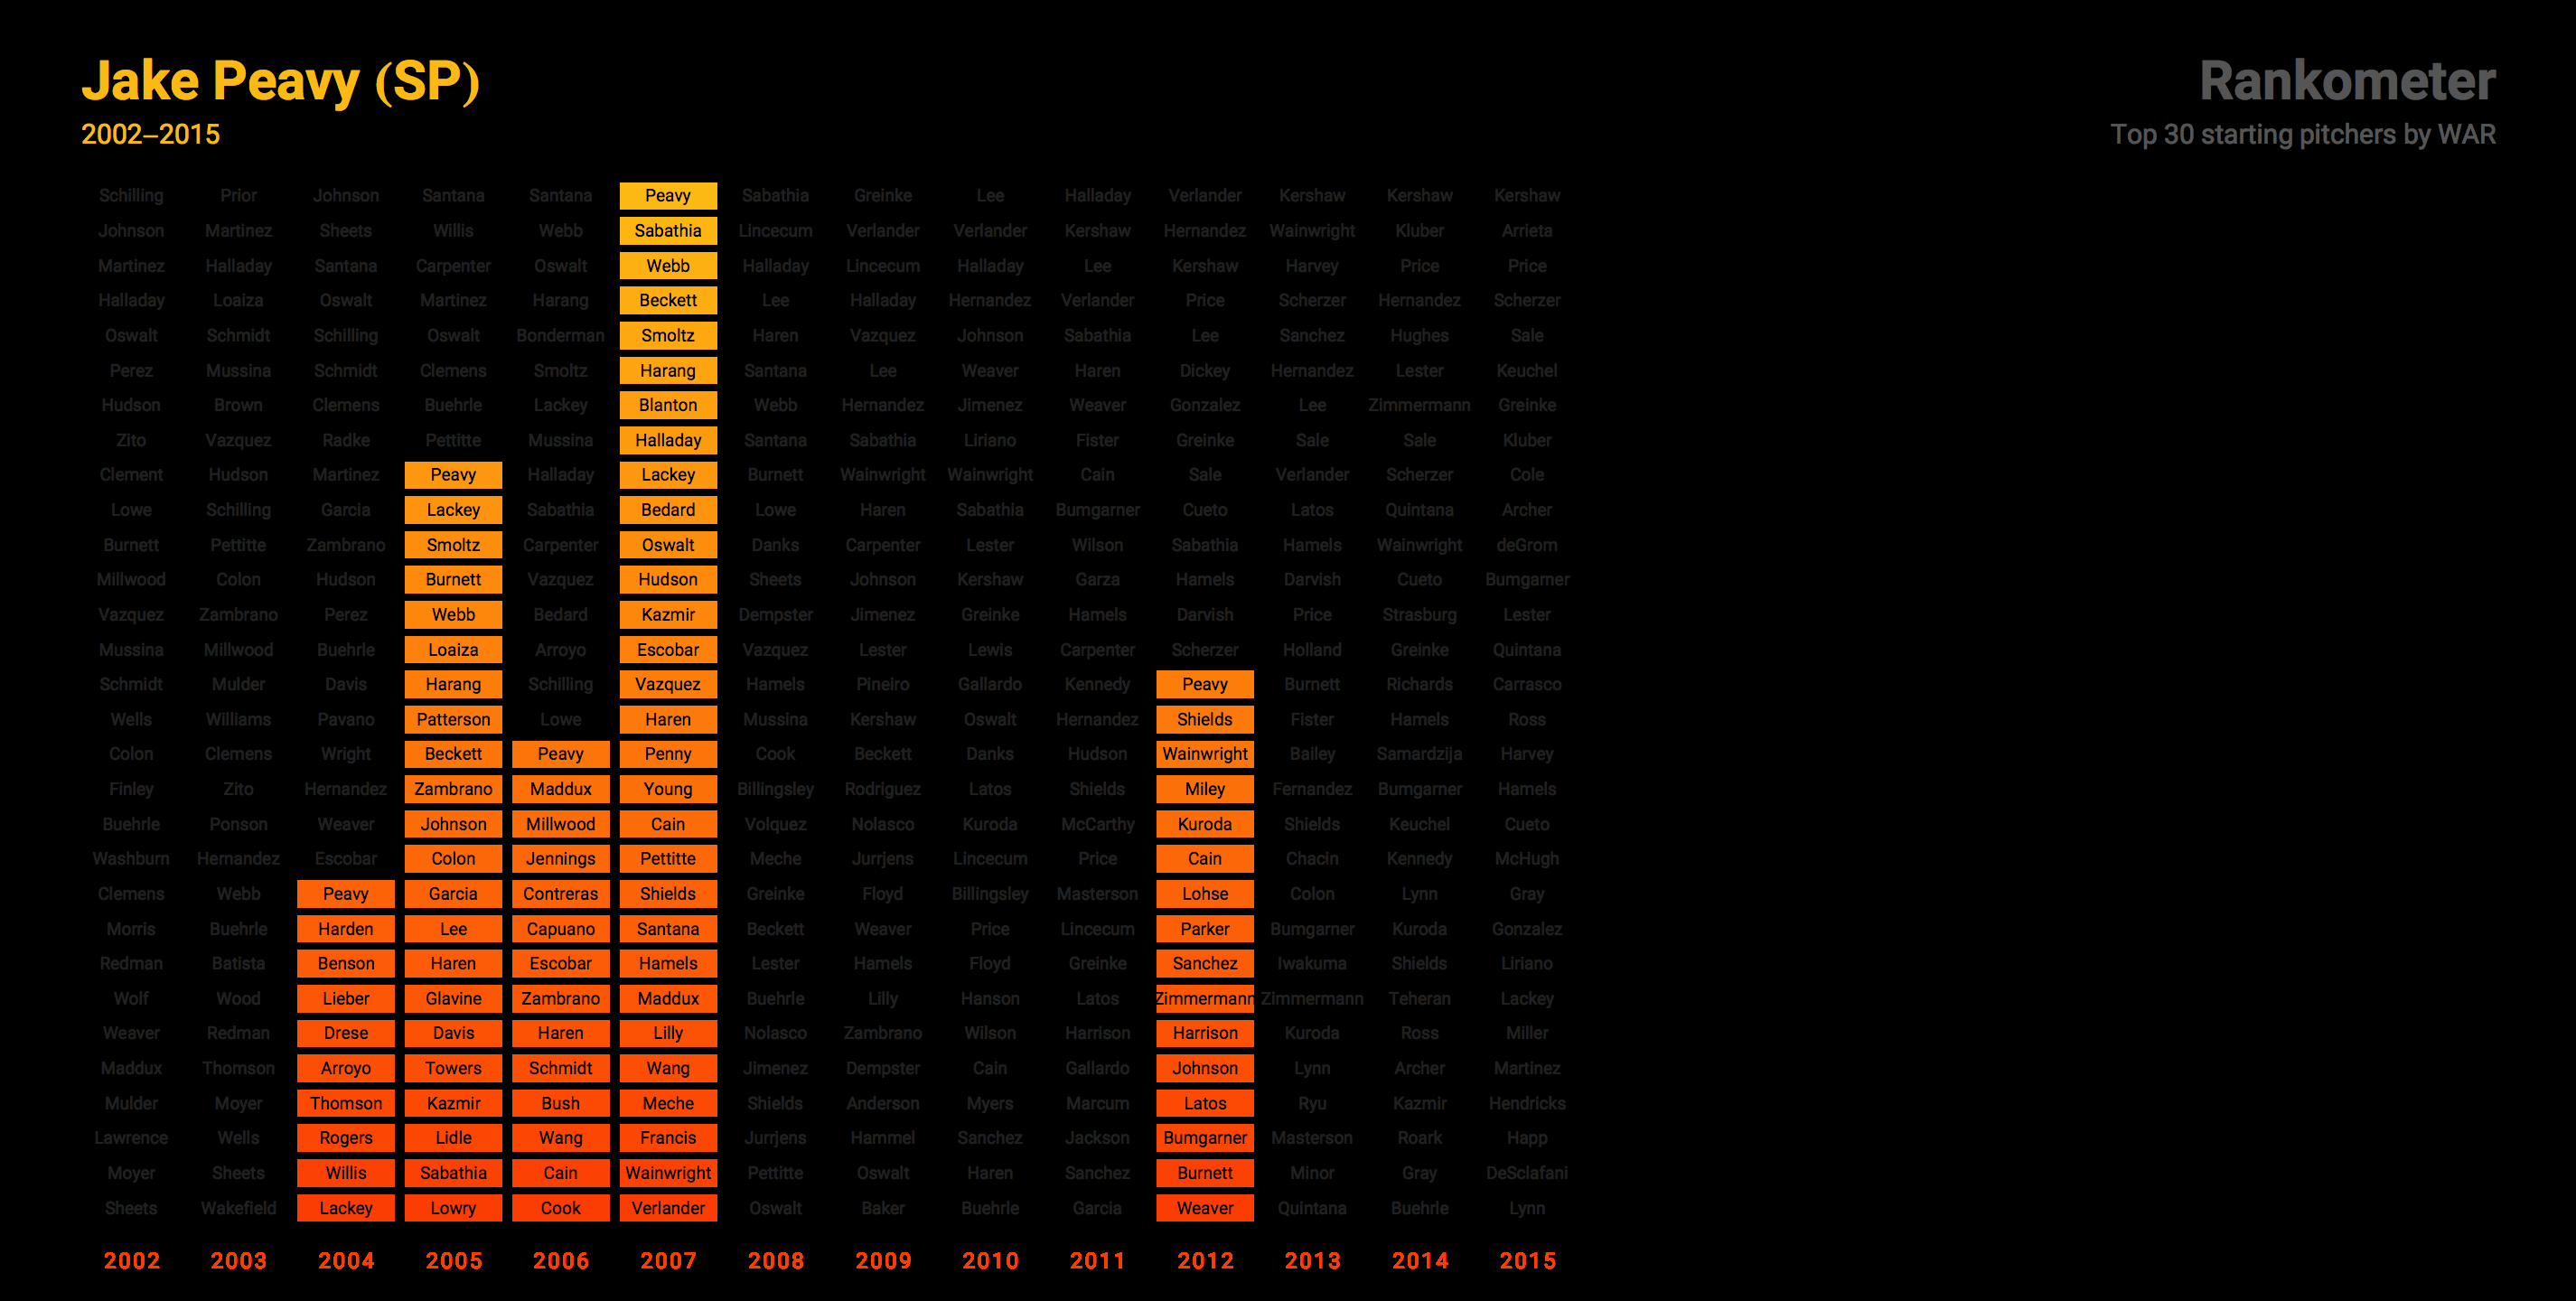 Jake Peavy (SP)
2002–2015
Rankometer
Top 30 starting pitchers by WAR
Schilling Prior Johnson Santana Santana Peavy Sabathia Greinke Lee Halladay Verlander Kershaw Kershaw Kershaw
Johnson Martinez Sheets Willis Webb Sabathia Lincecum Verlander Verlander Kershaw Hernandez Wainwright Kluber Arrieta
Martinez Halladay Santana Carpenter Oswalt Webb Halladay Lincecum Halladay Lee Kershaw Harvey Price Price
Halladay Loaiza Oswalt Martinez Harang Beckett Lee Halladay Hernandez Verlander Price Scherzer Hernandez Scherzer
Oswalt Schmidt Schilling Oswalt Bonderman Smoltz Haren Vazquez Johnson Sabathia Lee Sanchez Hughes Sale
Perez Mussina Schmidt Clemens Smoltz Harang Santana Lee Weaver Haren Dickey Hernandez Lester Keuchel
Hudson Brown Clemens Buehrle Lackey Blanton Webb Hernandez Jimenez Weaver Gonzalez Lee Zimmermann Greinke
Zito Vazquez Radke Pettitte Mussina Halladay Santana Sabathia Liriano Fister Greinke Sale Sale Kluber
Clement Hudson Martinez Peavy Halladay Lackey Burnett Wainwright Wainwright Cain Sale Verlander Scherzer Cole
Lowe Schilling Garcia Lackey Sabathia Bedard Lowe Haren Sabathia Bumgarner Cueto Latos Quintana Archer
Burnett Pettitte Zambrano Smoltz Carpenter Oswalt Danks Carpenter Lester Wilson Sabathia Hamels Wainwright deGrom
Millwood Colon Hudson Burnett Vazquez Hudson Sheets Johnson Kershaw Garza Hamels Darvish Cueto Bumgarner
Vazquez Zambrano Perez Webb Bedard Kazmir Dempster Jimenez Greinke Hamels Darvish Price Strasburg Lester
Mussina Millwood Buehrle Loaiza Arroyo Escobar Vazquez Lester Lewis Carpenter Scherzer Holland Greinke Quintana
Schmidt Mulder Davis Harang Schilling Vazquez Hamels Pineiro Gallardo Kennedy Peavy Burnett Richards Carrasco
Wells Williams Pavano Patterson Lowe Haren Mussina Kershaw Oswalt Hernandez Shields Fister Hamels Ross
Colon Clemens Wright Beckett Peavy Penny Cook Beckett Danks Hudson Wainwright Bailey Samardzija Harvey
Finley Zito Hernandez Zambrano Maddux Young Billingsley Rodriguez Latos Shields Miley Fernandez Bumgarner Hamels
Buehrle Ponson Weaver Johnson Millwood Cain Volquez Nolasco Kuroda McCarthy Kuroda Shields Keuchel Cueto
Washburn Hernandez Escobar Colon Jennings Pettitte Meche Jurrjens Lincecum Price Cain Chacin Kennedy McHugh
Clemens Webb Peavy Garcia Contreras Shields Greinke Floyd Billingsley Masterson Lohse Colon Lynn Gray
Morris Buehrle Harden Lee Capuano Santana Beckett Weaver Price Lincecum Parker Bumgarner Kuroda Gonzalez
Redman Batista Benson Haren Escobar Hamels Lester Hamels Floyd Greinke Sanchez Iwakuma Shields Liriano
Wolf Wood Lieber Glavine Zambrano Maddux Buehrle Lilly Hanson Latos Zimmermann Zimmermann Teheran Lackey
Weaver Redman Drese Davis Haren Lilly Nolasco Zambrano Wilson Harrison Harrison Kuroda Ross Miller
Maddux Thomson Arroyo Towers Schmidt Wang Jimenez Dempster Cain Gallardo Johnson Lynn Archer Martinez
Mulder Moyer Thomson Kazmir Bush Meche Shields Anderson Myers Marcum Latos Ryu Kazmir Hendricks
Lawrence Wells Rogers Lidle Wang Francis Jurrjens Hammel Sanchez Jackson Bumgarner Masterson Roark Happ
Moyer Sheets Willis Sabathia Cain Wainwright Pettitte Oswalt Haren Sanchez Burnett Minor Gray DeSclafani
Sheets Wakefield Lackey Lowry Cook Verlander Oswalt Baker Buehrle Garcia Weaver Quintana Buehrle Lynn
2002 2003 2004 2005 2006 2007 2008 2009 2010 2011 2012 2013 2014 2015